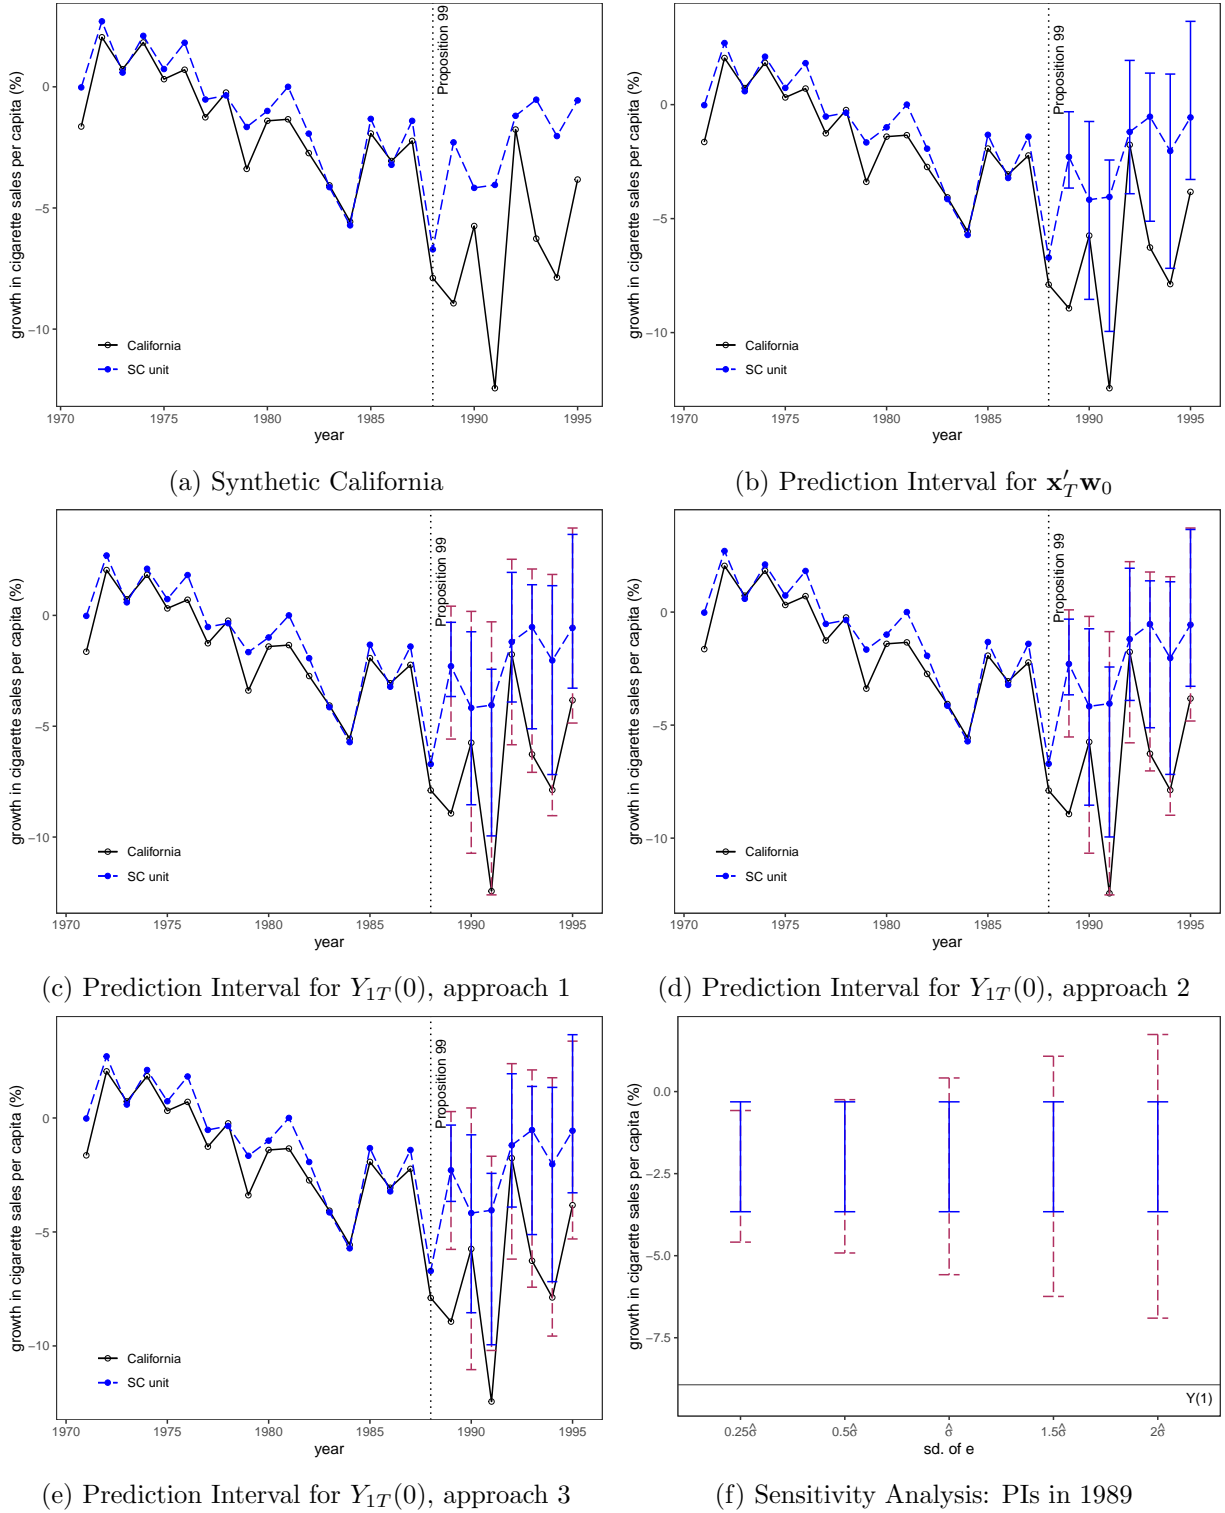 growth in cigarette sales per capita (%)
0
−5
−10
Proposition 99
California
SC unit
1970 1975 1980 1985 1990 1995
year
(a) Synthetic California
growth in cigarette sales per capita (%)
0
−5
−10
Proposition 99
California
SC unit
1970 1975 1980 1985 1990 1995
year
(b) Prediction Interval for x′_T w_0
growth in cigarette sales per capita (%)
0
−5
−10
Proposition 99
California
SC unit
1970 1975 1980 1985 1990 1995
year
(c) Prediction Interval for Y_{1T}(0), approach 1
growth in cigarette sales per capita (%)
0
−5
−10
Proposition 99
California
SC unit
1970 1975 1980 1985 1990 1995
year
(d) Prediction Interval for Y_{1T}(0), approach 2
growth in cigarette sales per capita (%)
0
−5
−10
Proposition 99
California
SC unit
1970 1975 1980 1985 1990 1995
year
(e) Prediction Interval for Y_{1T}(0), approach 3
growth in cigarette sales per capita (%)
0.0
−2.5
−5.0
−7.5
Y(1)
0.25σ̂ 0.5σ̂ σ̂ 1.5σ̂ 2σ̂
sd. of e
(f) Sensitivity Analysis: PIs in 1989